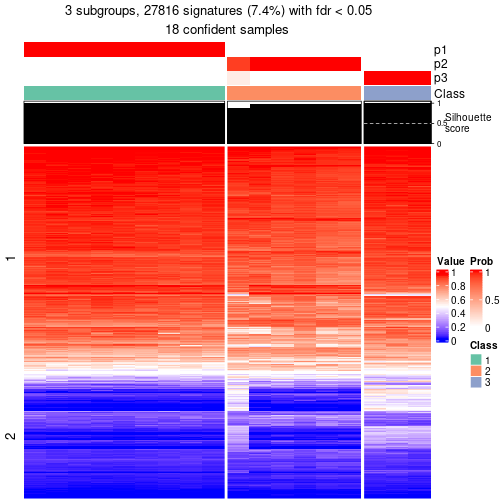 3 subgroups, 27816 signatures (7.4%) with fdr < 0.05
18 confident samples
p1
p2
p3
Class
1
0.5
0
Silhouette
score
1
2
Value
1
0.8
0.6
0.4
0.2
0
Prob
1
0.5
0
Class
1
2
3